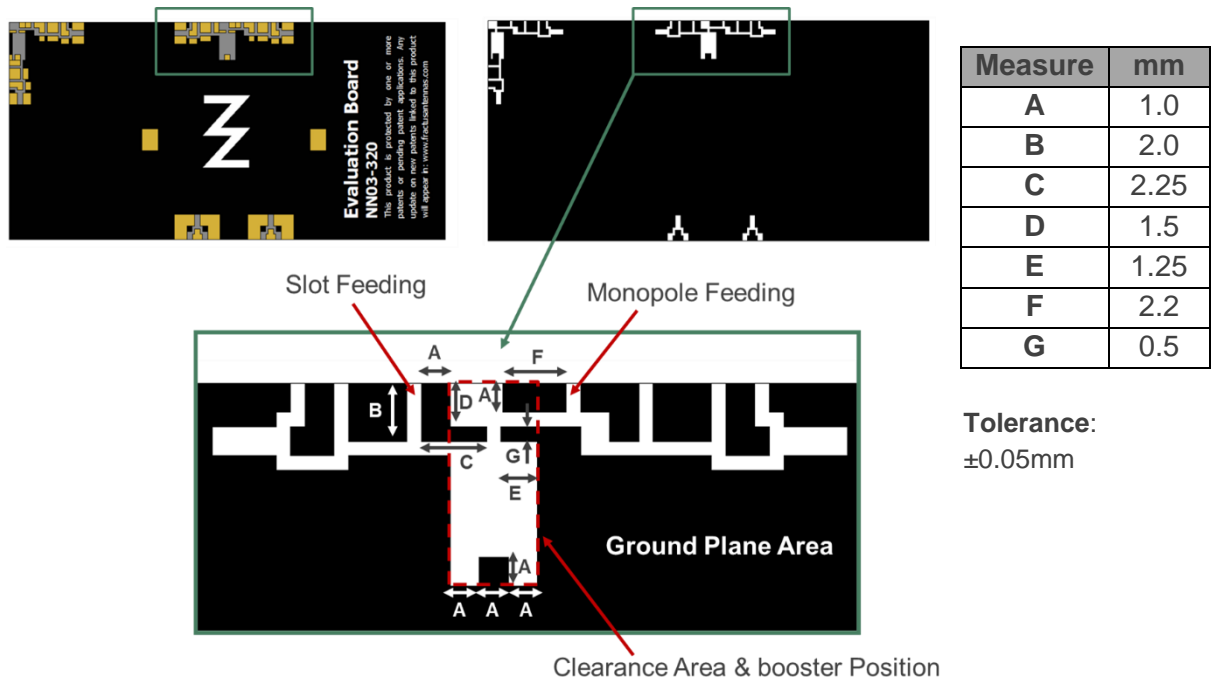 Evaluation Board
NN03-320
This product is protected by one or more
patents or pending patent applications. Any
update on new patents linked to this product
will appear in: www.fractusantennas.com
Measure mm
A 1.0
B 2.0
C 2.25
D 1.5
E 1.25
F 2.2
G 0.5
Tolerance:
±0.05mm
Slot Feeding
Monopole Feeding
A
F
B
D
A
C
G
E
Ground Plane Area
A
A
A
A
Clearance Area & booster Position